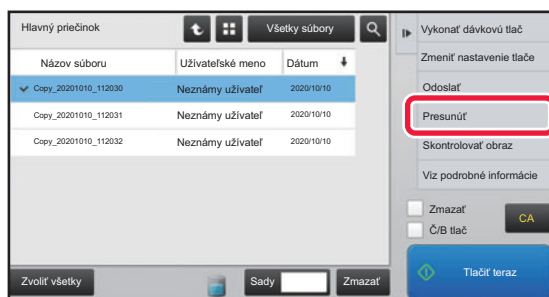 Hlavný priečinok
Všetky súbory
Názov súboru Užívateľské meno Dátum
Copy_20201010_112030 Neznámy užívateľ 2020/10/10
Copy_20201010_112031 Neznámy užívateľ 2020/10/10
Copy_20201010_112032 Neznámy užívateľ 2020/10/10
Zvoliť všetky
Sady
Zmazať
Vykonať dávkovú tlač
Zmeniť nastavenie tlače
Odoslať
Presunúť
Skontrolovať obraz
Viz podrobné informácie
Zmazať
Č/B tlač
CA
Tlačiť teraz